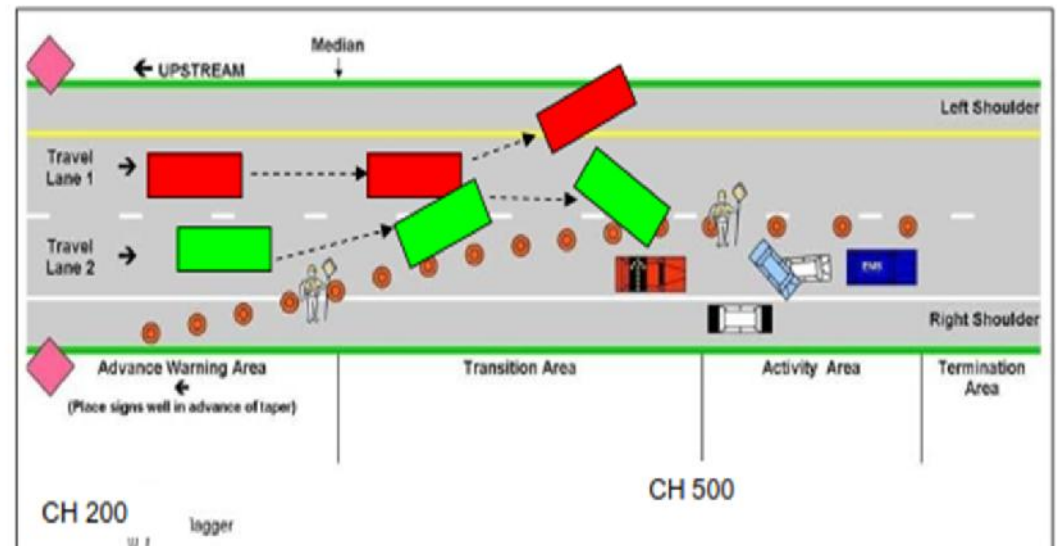 Median
← UPSTREAM
Left Shoulder
Travel
Lane 1
→
Travel
Lane 2
→
EMS
Right Shoulder
Advance Warning Area
←
(Place signs well in advance of taper)
Transition Area
Activity Area
Termination
Area
CH 200
CH 500
lagger